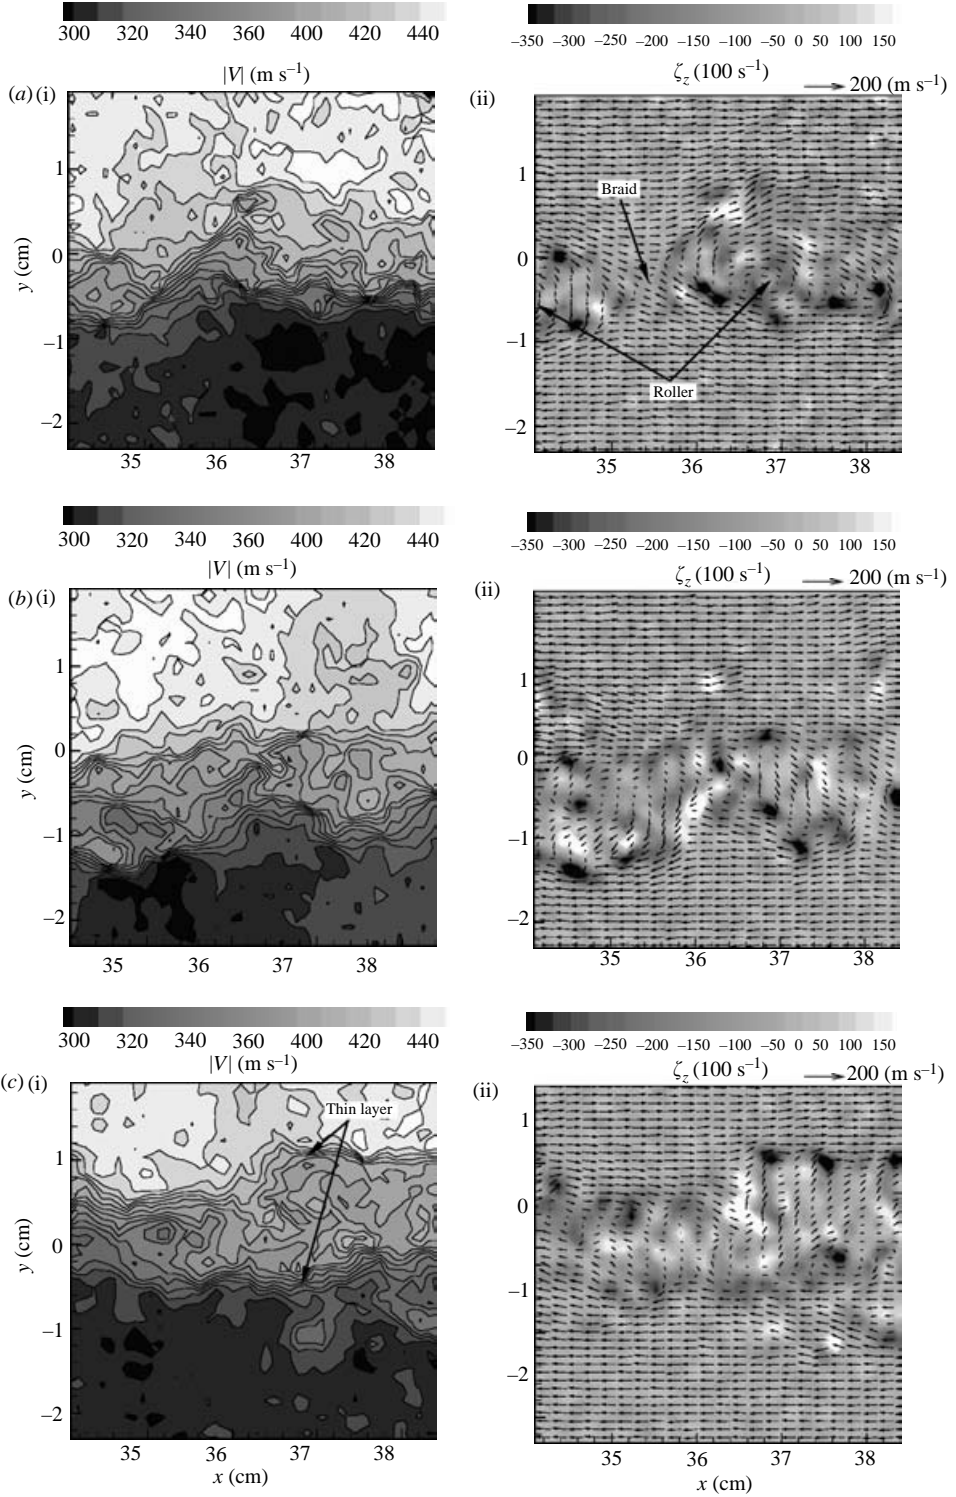 300 320 340 360 380 400 420 440
|V| (m s⁻¹)
(a) (i)
1
0
−1
−2
y (cm)
35 36 37 38
−350 −300 −250 −200 −150 −100 −50 0 50 100 150
ζz (100 s⁻¹)
200 (m s⁻¹)
(ii)
1
0
−1
−2
Braid
Roller
35 36 37 38
300 320 340 360 380 400 420 440
|V| (m s⁻¹)
(b) (i)
1
0
−1
−2
y (cm)
35 36 37 38
−350 −300 −250 −200 −150 −100 −50 0 50 100 150
ζz (100 s⁻¹)
200 (m s⁻¹)
(ii)
1
0
−1
−2
35 36 37 38
300 320 340 360 380 400 420 440
|V| (m s⁻¹)
(c) (i)
Thin layer
1
0
−1
−2
y (cm)
35 36 37 38
x (cm)
−350 −300 −250 −200 −150 −100 −50 0 50 100 150
ζz (100 s⁻¹)
200 (m s⁻¹)
(ii)
1
0
−1
−2
35 36 37 38
x (cm)